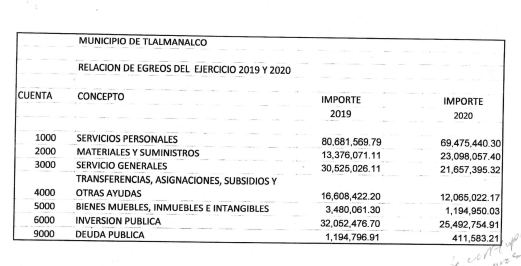 MUNICIPIO DE TLALMANALCO
RELACION DE EGRESOS DEL EJERCICIO 2019 Y 2020
CUENTA CONCEPTO IMPORTE 2019 IMPORTE 2020
1000 SERVICIOS PERSONALES 80,681,569.79 69,475,440.30
2000 MATERIALES Y SUMINISTROS 13,376,071.11 23,098,057.40
3000 SERVICIO GENERALES 30,525,026.11 21,657,395.32
TRANSFERENCIAS, ASIGNACIONES, SUBSIDIOS Y
4000 OTRAS AYUDAS 16,608,422.20 12,065,022.17
5000 BIENES MUEBLES, INMUEBLES E INTANGIBLES 3,480,061.30 1,194,950.03
6000 INVERSION PUBLICA 32,052,476.70 25,492,754.91
9000 DEUDA PUBLICA 1,194,796.91 411,583.21